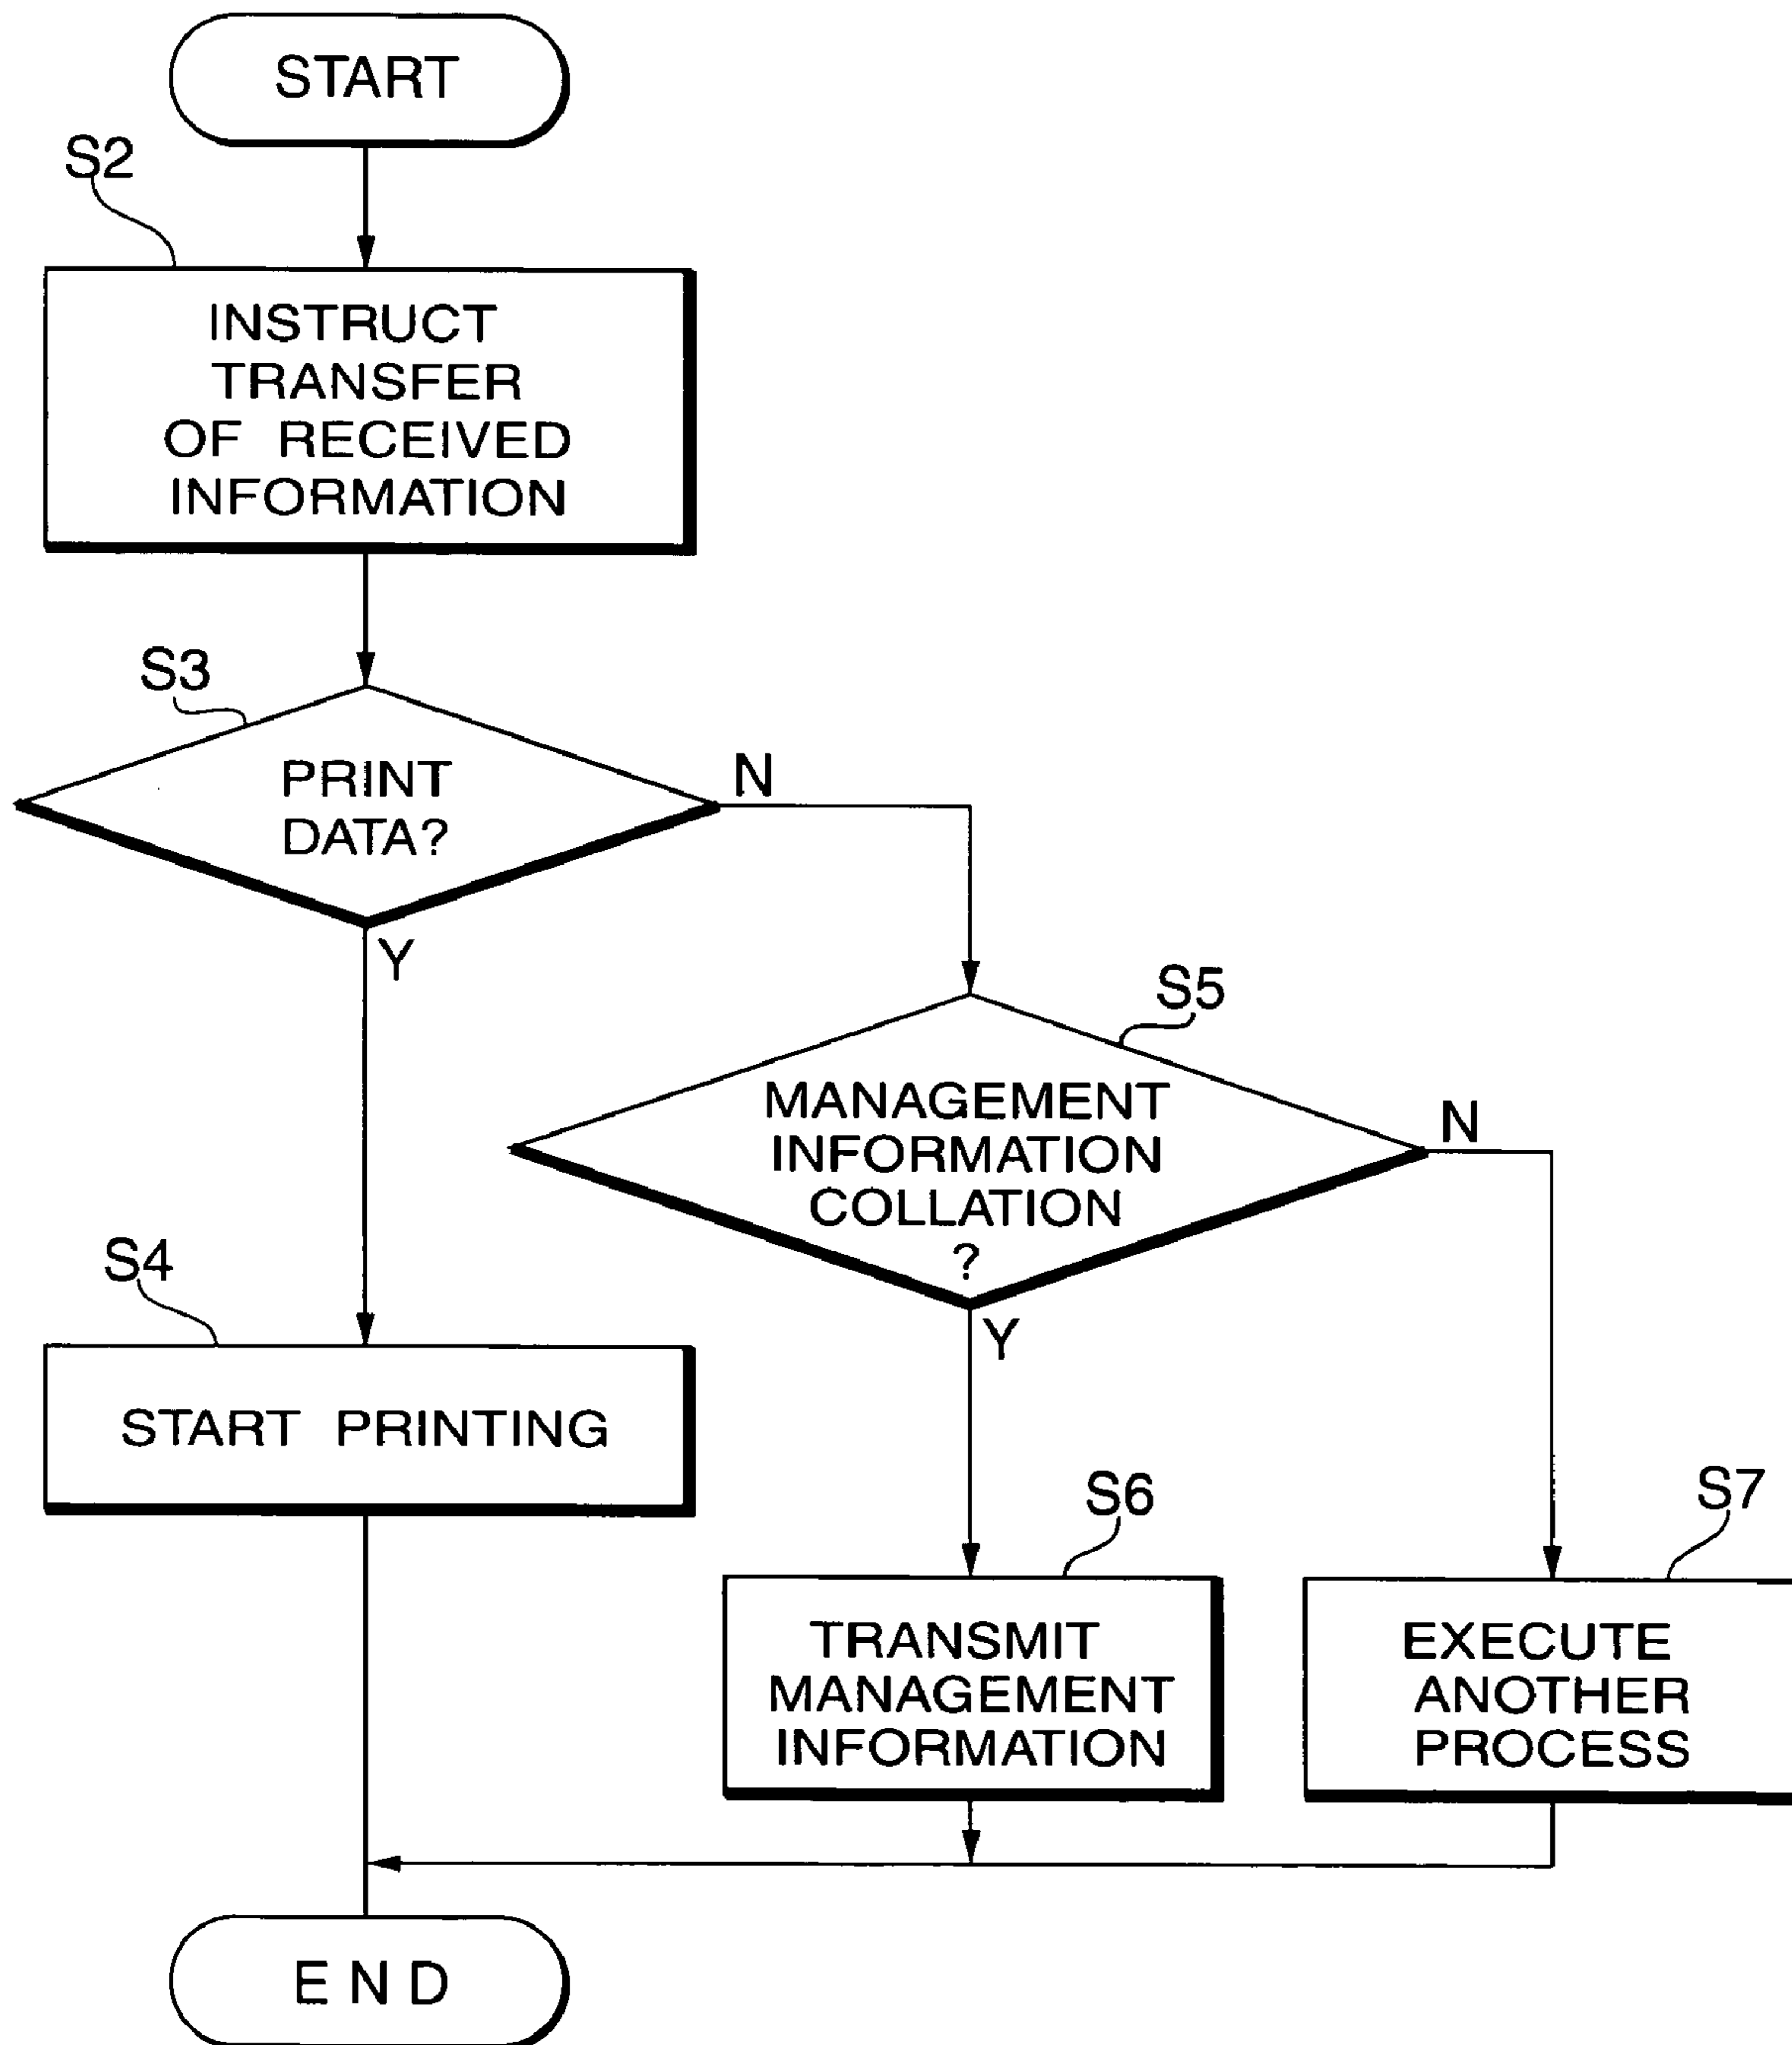 START
S2
INSTRUCT
TRANSFER
OF RECEIVED
INFORMATION
S3
PRINT
DATA?
N
Y
S5
MANAGEMENT
INFORMATION
COLLATION
?
N
Y
S4
START PRINTING
S6
TRANSMIT
MANAGEMENT
INFORMATION
S7
EXECUTE
ANOTHER
PROCESS
END